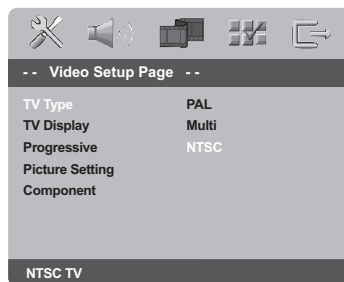 -- Video Setup Page --
TV Type PAL
TV Display Multi
Progressive NTSC
Picture Setting
Component
NTSC TV